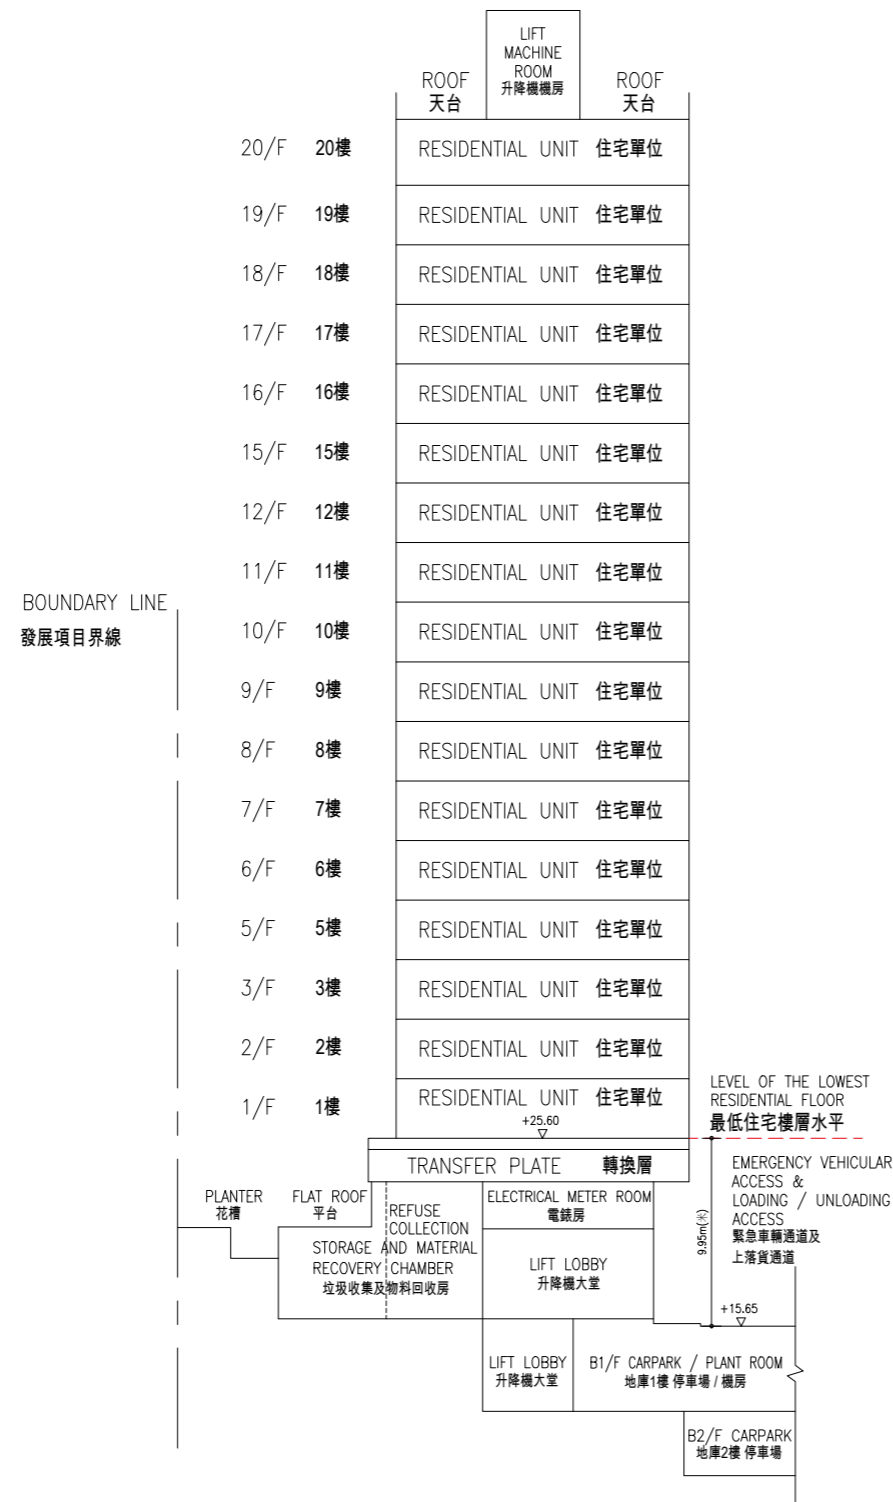 LIFT
MACHINE
ROOM
升降機機房
ROOF
天台
ROOF
天台
20/F 20樓 RESIDENTIAL UNIT 住宅單位
19/F 19樓 RESIDENTIAL UNIT 住宅單位
18/F 18樓 RESIDENTIAL UNIT 住宅單位
17/F 17樓 RESIDENTIAL UNIT 住宅單位
16/F 16樓 RESIDENTIAL UNIT 住宅單位
15/F 15樓 RESIDENTIAL UNIT 住宅單位
12/F 12樓 RESIDENTIAL UNIT 住宅單位
11/F 11樓 RESIDENTIAL UNIT 住宅單位
BOUNDARY LINE
發展項目界線
10/F 10樓 RESIDENTIAL UNIT 住宅單位
9/F 9樓 RESIDENTIAL UNIT 住宅單位
8/F 8樓 RESIDENTIAL UNIT 住宅單位
7/F 7樓 RESIDENTIAL UNIT 住宅單位
6/F 6樓 RESIDENTIAL UNIT 住宅單位
5/F 5樓 RESIDENTIAL UNIT 住宅單位
3/F 3樓 RESIDENTIAL UNIT 住宅單位
2/F 2樓 RESIDENTIAL UNIT 住宅單位
1/F 1樓 RESIDENTIAL UNIT 住宅單位
+25.60
LEVEL OF THE LOWEST
RESIDENTIAL FLOOR
最低住宅樓層水平
TRANSFER PLATE 轉換層
EMERGENCY VEHICULAR
ACCESS &
LOADING / UNLOADING
ACCESS
緊急車輛通道及
上落貨通道
9.95m(米)
PLANTER
花槽
FLAT ROOF
平台
REFUSE
COLLECTION
STORAGE AND MATERIAL
RECOVERY CHAMBER
垃圾收集及物料回收房
ELECTRICAL METER ROOM
電錶房
LIFT LOBBY
升降機大堂
+15.65
LIFT LOBBY
升降機大堂
B1/F CARPARK / PLANT ROOM
地庫1樓 停車場 / 機房
B2/F CARPARK
地庫2樓 停車場